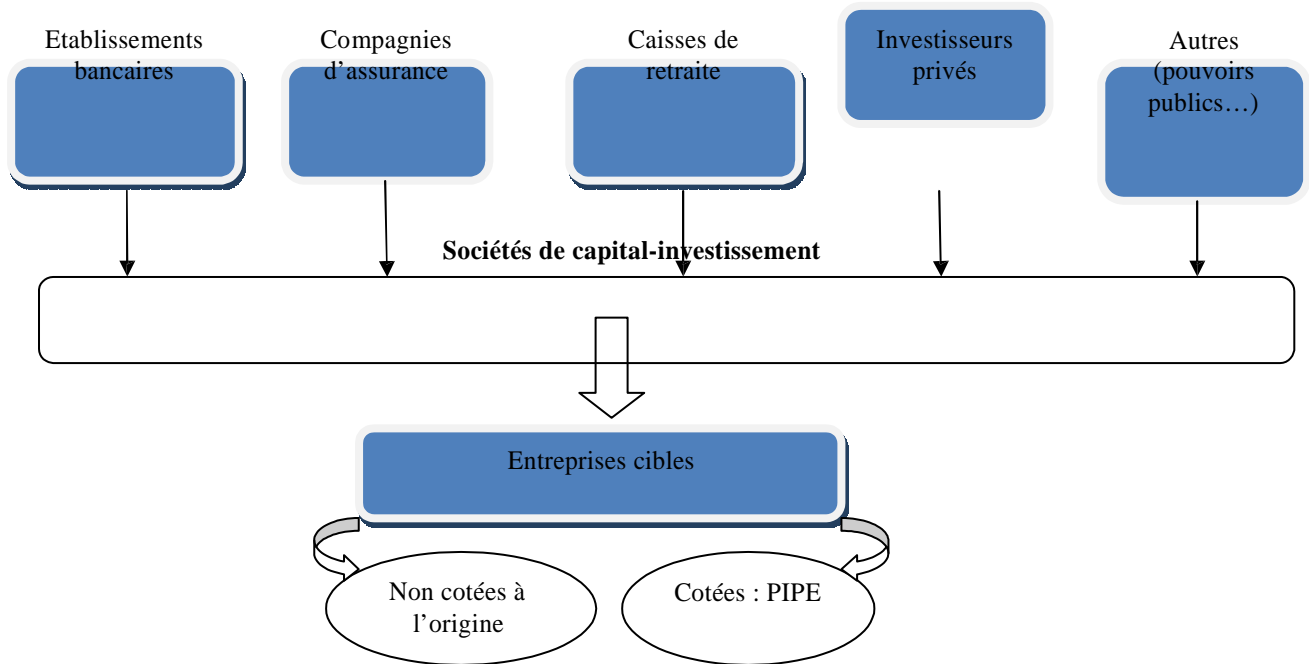 Etablissements
bancaires
Compagnies
d’assurance
Caisses de
retraite
Investisseurs
privés
Autres
(pouvoirs
publics…)
Sociétés de capital-investissement
Entreprises cibles
Non cotées à
l’origine
Cotées : PIPE